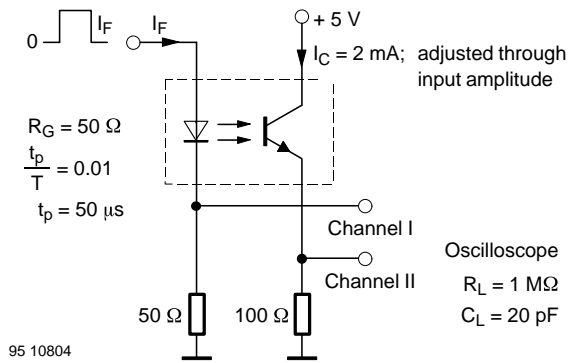 0
I_F
I_F
+ 5 V
I_C = 2 mA; adjusted through
input amplitude
R_G = 50 Ω
t_p
T
= 0.01
t_p = 50 μs
Channel I
Channel II
50 Ω
100 Ω
Oscilloscope
R_L = 1 MΩ
C_L = 20 pF
95 10804